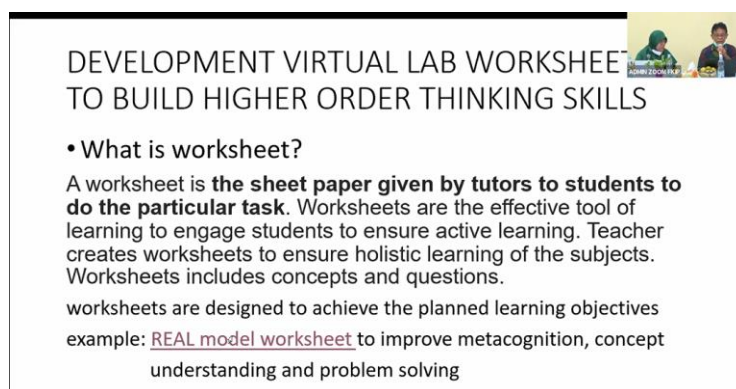 DEVELOPMENT VIRTUAL LAB WORKSHEET
TO BUILD HIGHER ORDER THINKING SKILLS
• What is worksheet?
A worksheet is the sheet paper given by tutors to students to
do the particular task. Worksheets are the effective tool of
learning to engage students to ensure active learning. Teacher
creates worksheets to ensure holistic learning of the subjects.
Worksheets includes concepts and questions.
worksheets are designed to achieve the planned learning objectives
example: REAL model worksheet to improve metacognition, concept
understanding and problem solving
ADMIN ZOOM FKIP